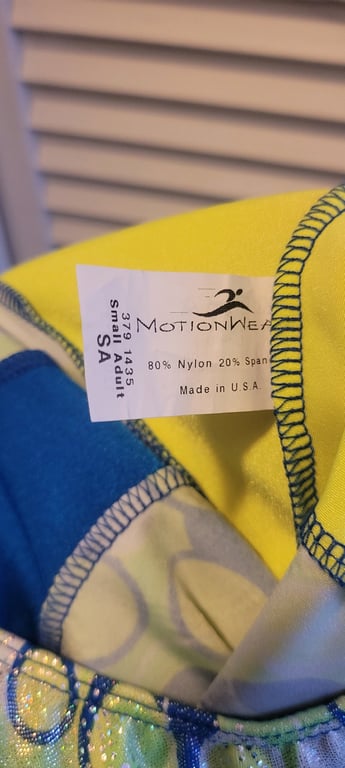 MOTIONWEA
80% Nylon 20% Span
Made in U.S.A.
379 1435
Small Adult
SA